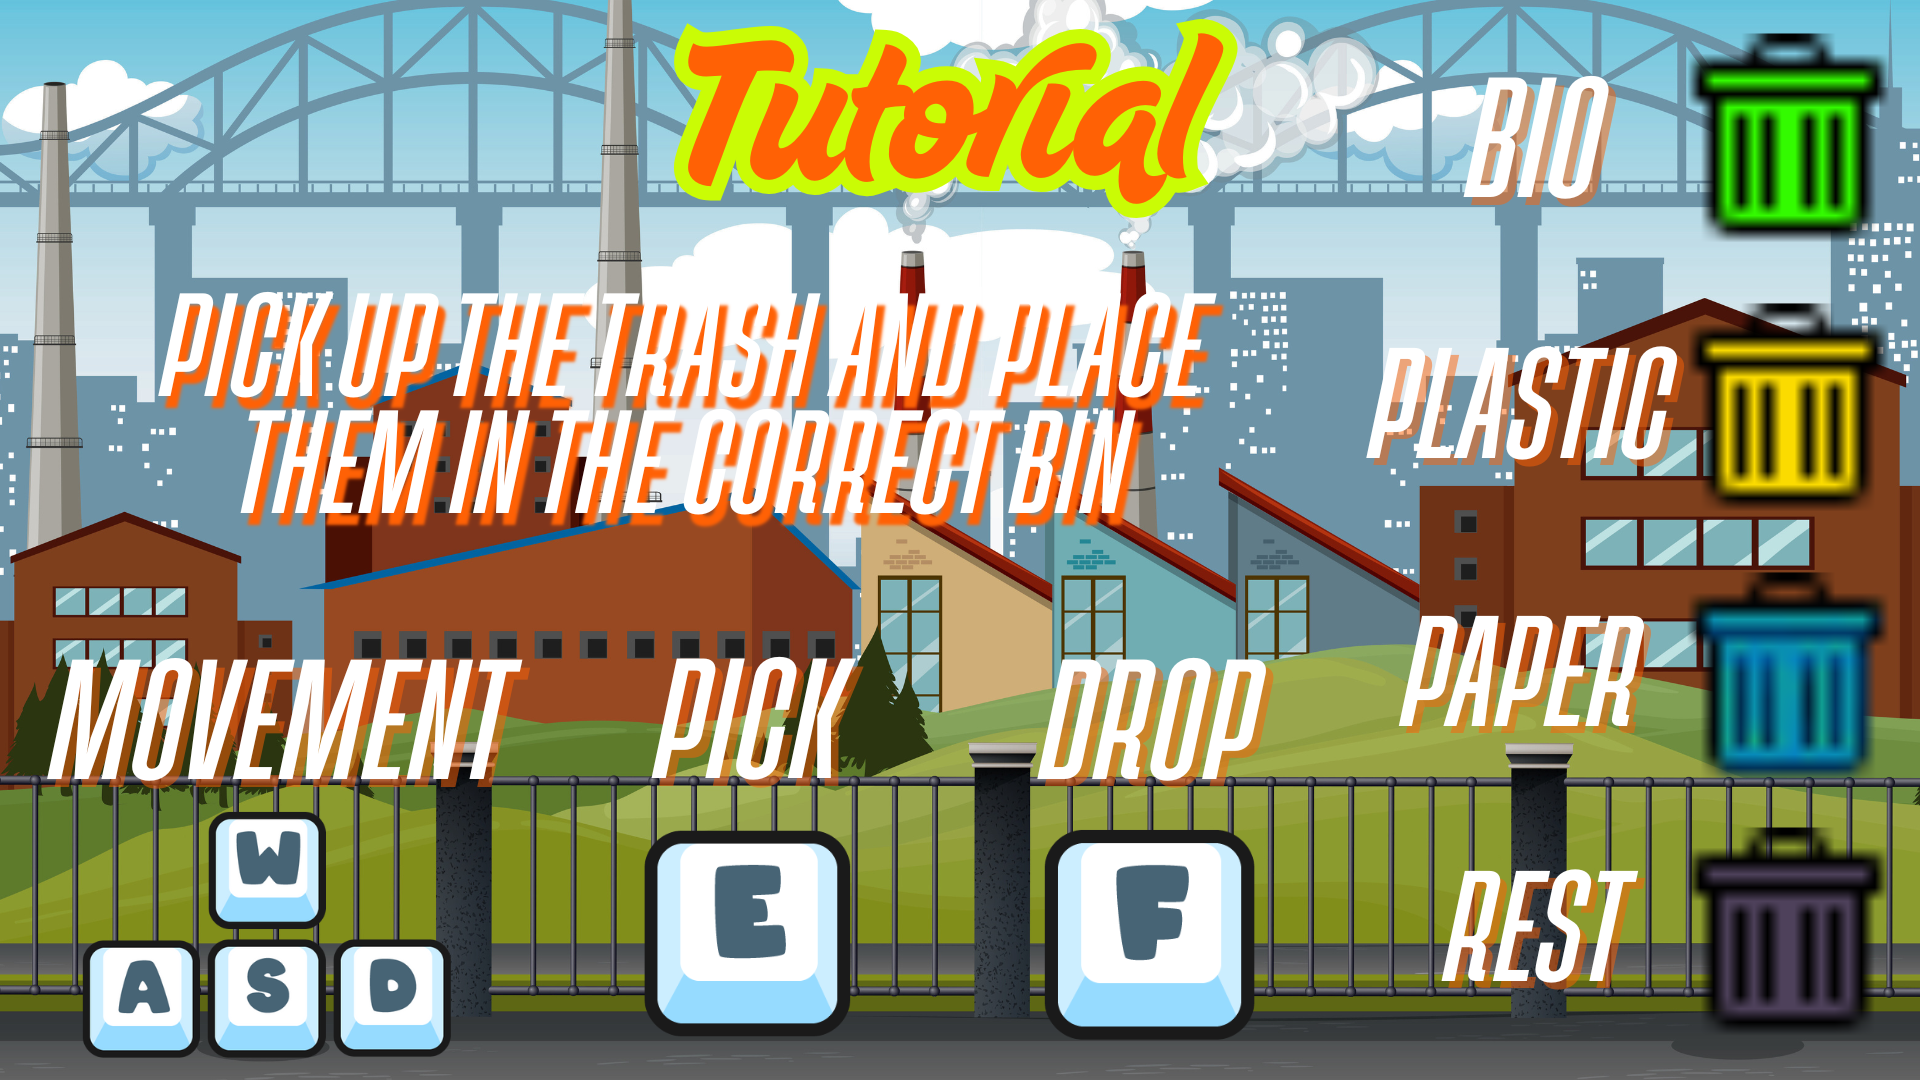 Tutorial
PICK UP THE TRASH AND PLACE
THEM IN THE CORRECT BIN
MOVEMENT
W
A S D
PICK
E
DROP
F
BIO
PLASTIC
PAPER
REST